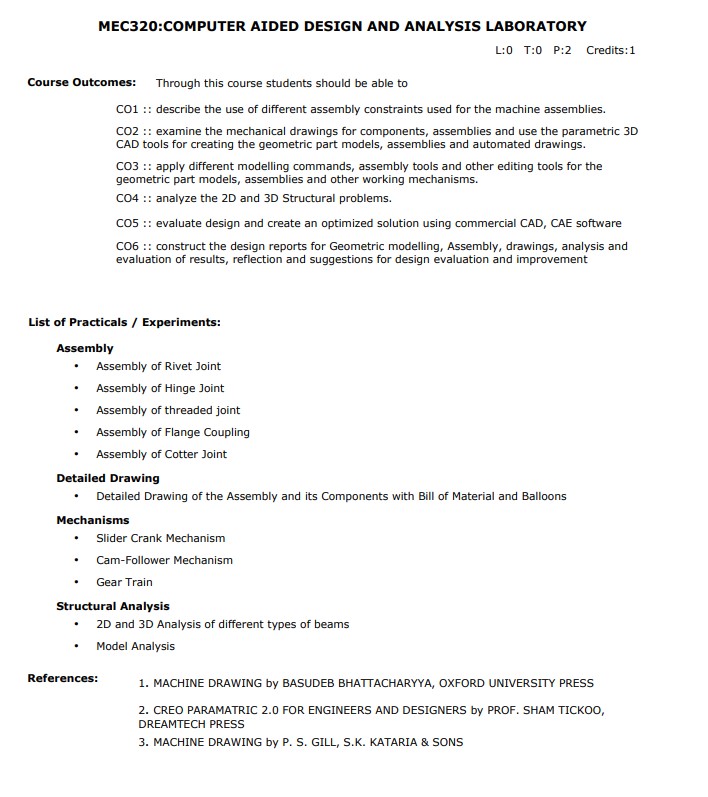 MEC320:COMPUTER AIDED DESIGN AND ANALYSIS LABORATORY
L:0 T:0 P:2 Credits:1
Course Outcomes: Through this course students should be able to
CO1 :: describe the use of different assembly constraints used for the machine assemblies.
CO2 :: examine the mechanical drawings for components, assemblies and use the parametric 3D
CAD tools for creating the geometric part models, assemblies and automated drawings.
CO3 :: apply different modelling commands, assembly tools and other editing tools for the
geometric part models, assemblies and other working mechanisms.
CO4 :: analyze the 2D and 3D Structural problems.
CO5 :: evaluate design and create an optimized solution using commercial CAD, CAE software
CO6 :: construct the design reports for Geometric modelling, Assembly, drawings, analysis and
evaluation of results, reflection and suggestions for design evaluation and improvement
List of Practicals / Experiments:
Assembly
• Assembly of Rivet Joint
• Assembly of Hinge Joint
• Assembly of threaded joint
• Assembly of Flange Coupling
• Assembly of Cotter Joint
Detailed Drawing
• Detailed Drawing of the Assembly and its Components with Bill of Material and Balloons
Mechanisms
• Slider Crank Mechanism
• Cam-Follower Mechanism
• Gear Train
Structural Analysis
• 2D and 3D Analysis of different types of beams
• Model Analysis
References: 1. MACHINE DRAWING by BASUDEB BHATTACHARYYA, OXFORD UNIVERSITY PRESS
2. CREO PARAMATRIC 2.0 FOR ENGINEERS AND DESIGNERS by PROF. SHAM TICKOO,
DREAMTECH PRESS
3. MACHINE DRAWING by P. S. GILL, S.K. KATARIA & SONS